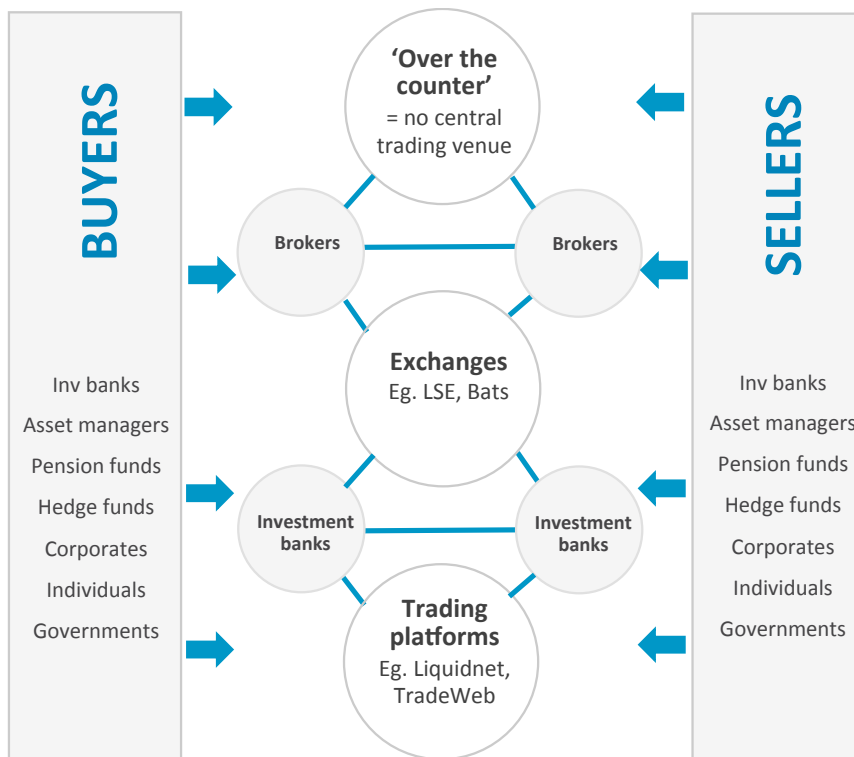 BUYERS
Inv banks
Asset managers
Pension funds
Hedge funds
Corporates
Individuals
Governments
‘Over the
counter’
= no central
trading venue
Brokers
Brokers
Exchanges
Eg. LSE, Bats
Investment
banks
Investment
banks
Trading
platforms
Eg. Liquidnet,
TradeWeb
SELLERS
Inv banks
Asset managers
Pension funds
Hedge funds
Corporates
Individuals
Governments